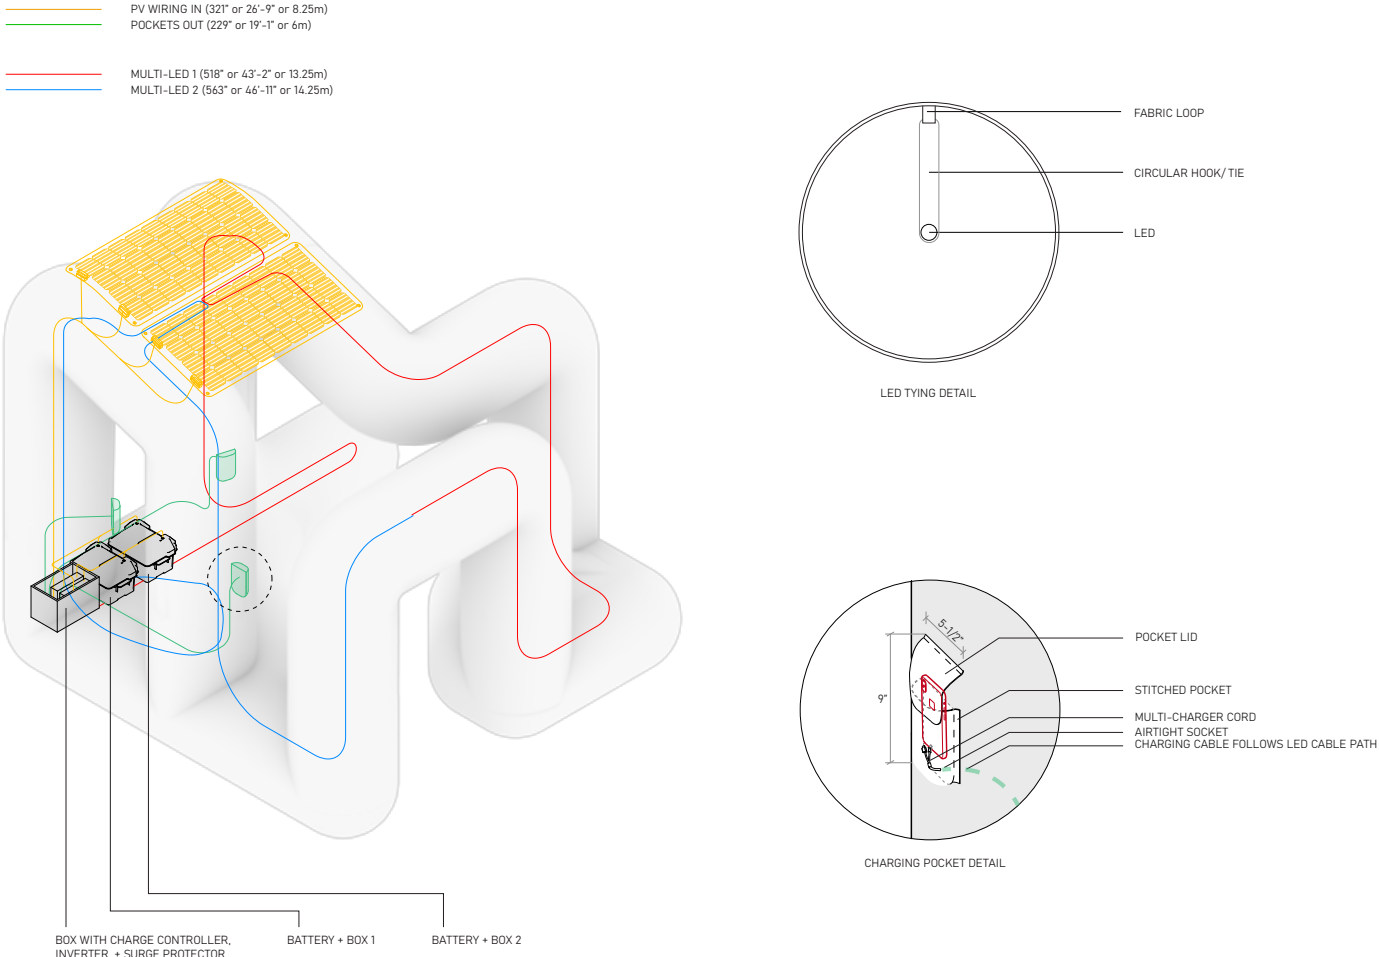 PV WIRING IN (321" or 26'-9" or 8.25m)
POCKETS OUT (229" or 19'-1" or 6m)
MULTI-LED 1 (518" or 43'-2" or 13.25m)
MULTI-LED 2 (563" or 46'-11" or 14.25m)
FABRIC LOOP
CIRCULAR HOOK/TIE
LED
LED TYING DETAIL
5-1/2"
9"
POCKET LID
STITCHED POCKET
MULTI-CHARGER CORD
AIRTIGHT SOCKET
CHARGING CABLE FOLLOWS LED CABLE PATH
CHARGING POCKET DETAIL
BOX WITH CHARGE CONTROLLER,
INVERTER, + SURGE PROTECTOR
BATTERY + BOX 1
BATTERY + BOX 2